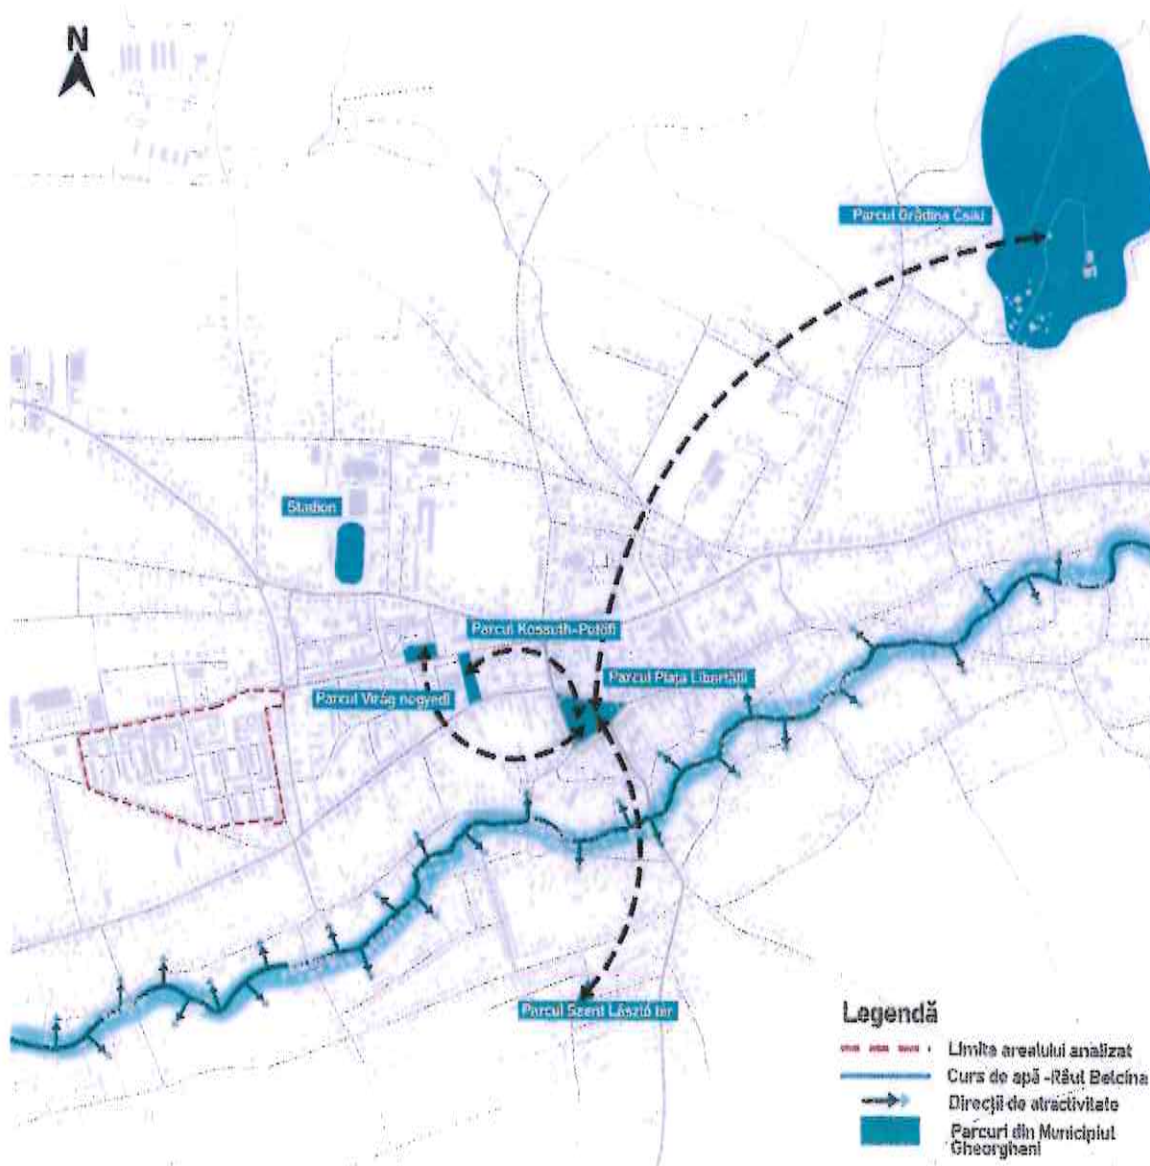 N
Parcul Grădina Csiki
Stadion
Parcul Kossuth-Petőfi
Parcul Piața Libertății
Parcul Virág negyedi
Parcul Szent László tér
Legendă
Limita arealului analizat
Curs de apă -Râul Belcina
Direcții de atractivitate
Parcuri din Municipiul
Gheorgheni